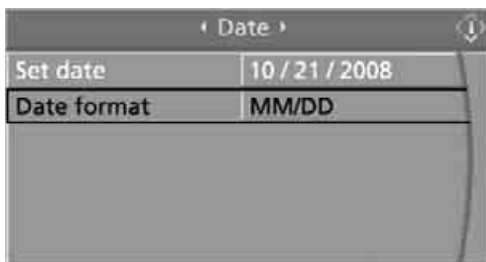 Date
Set date 10 / 21 / 2008
Date format MM/DD